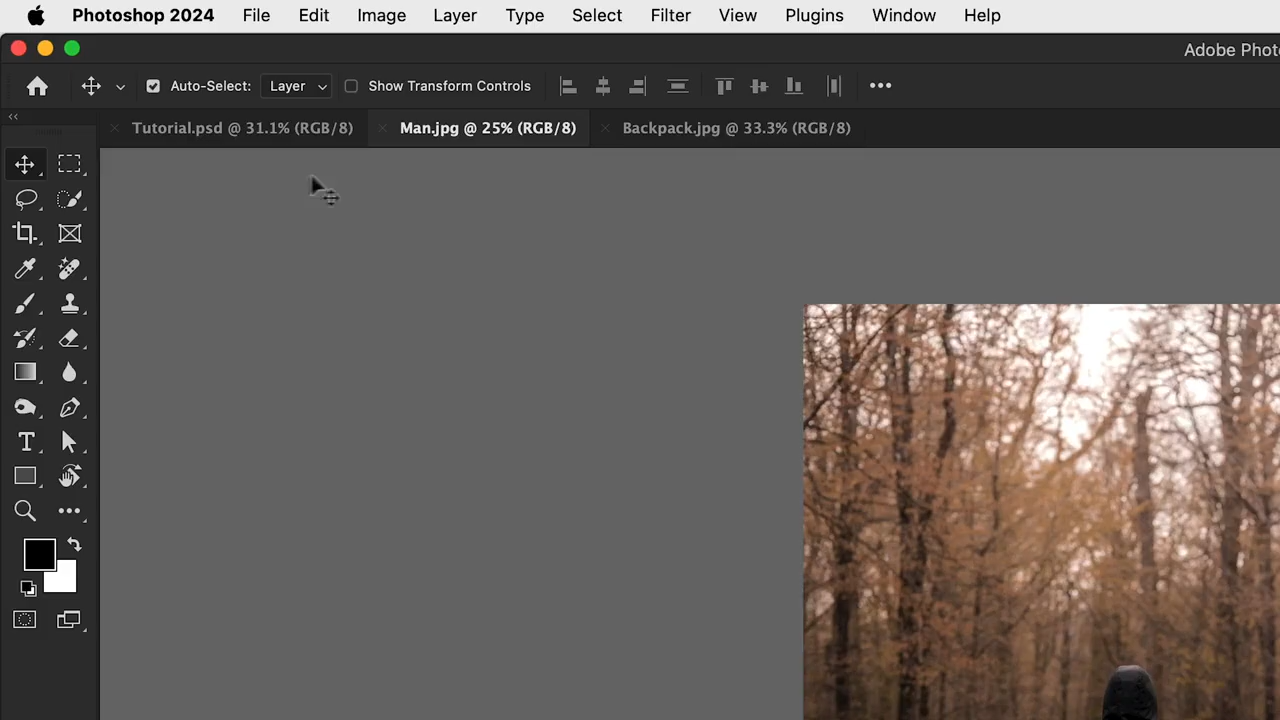 Photoshop 2024 File Edit Image Layer Type Select Filter View Plugins Window Help
Adobe Phot
Auto-Select: Layer Show Transform Controls
Tutorial.psd @ 31.1% (RGB/8) Man.jpg @ 25% (RGB/8) Backpack.jpg @ 33.3% (RGB/8)